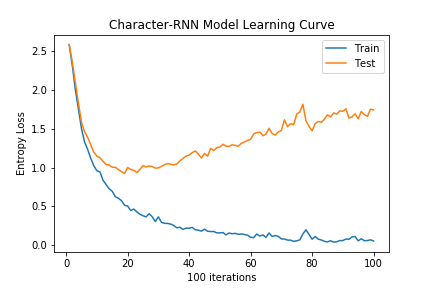 Character-RNN Model Learning Curve
Train
Test
Entropy Loss
2.5
2.0
1.5
1.0
0.5
0.0
0 20 40 60 80 100
100 iterations